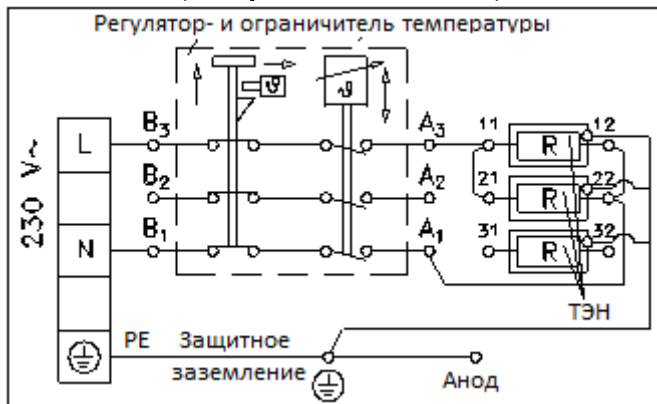 Регулятор- и ограничитель температуры
230 V~
L
N
B3
B2
B1
ϑ
ϑ
A3
A2
A1
11
12
21
22
31
32
R
R
R
ТЭН
PE
Защитное
заземление
Анод